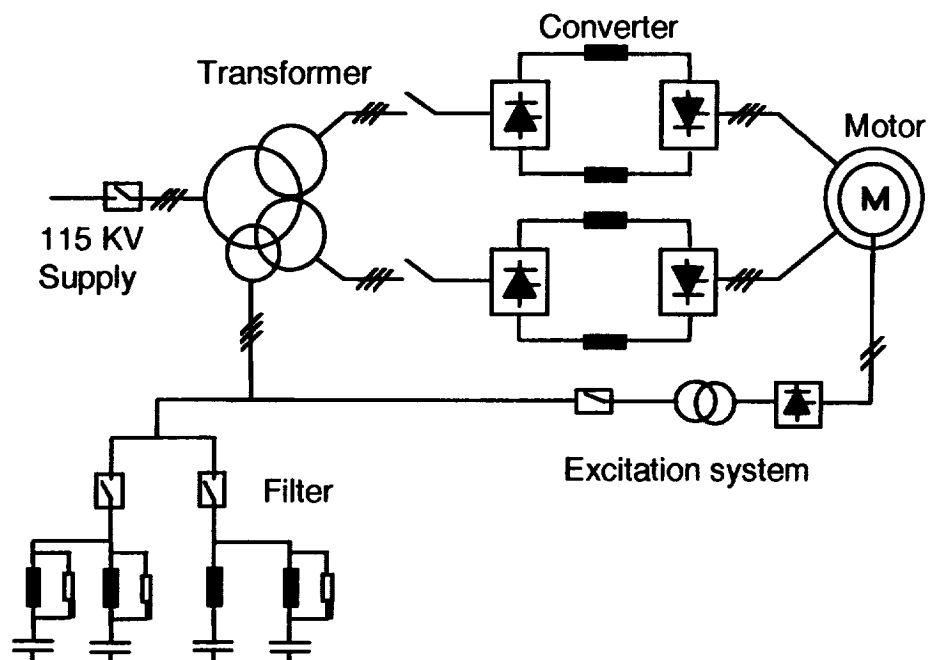 Converter
Transformer
Motor
M
115 KV
Supply
Excitation system
Filter